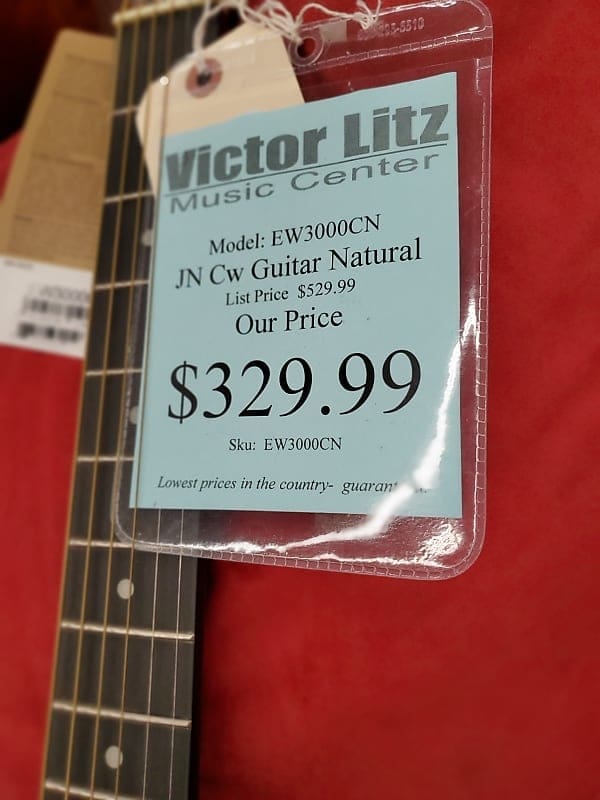 Victor Litz
Music Center
Model: EW3000CN
JN Cw Guitar Natural
List Price $529.99
Our Price
$329.99
Sku: EW3000CN
Lowest prices in the country-